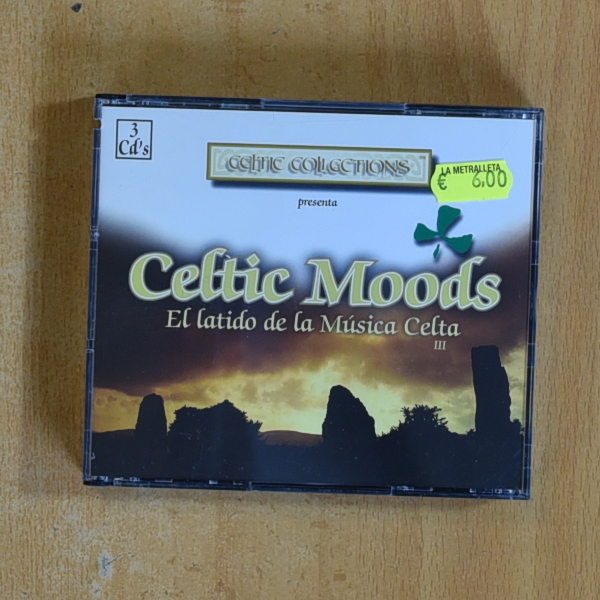 3
Cd's
CELTIC COLLECTIONS
LA METRALLETA
€ 6,00
presenta
Celtic Moods
El latido de la Música Celta
III